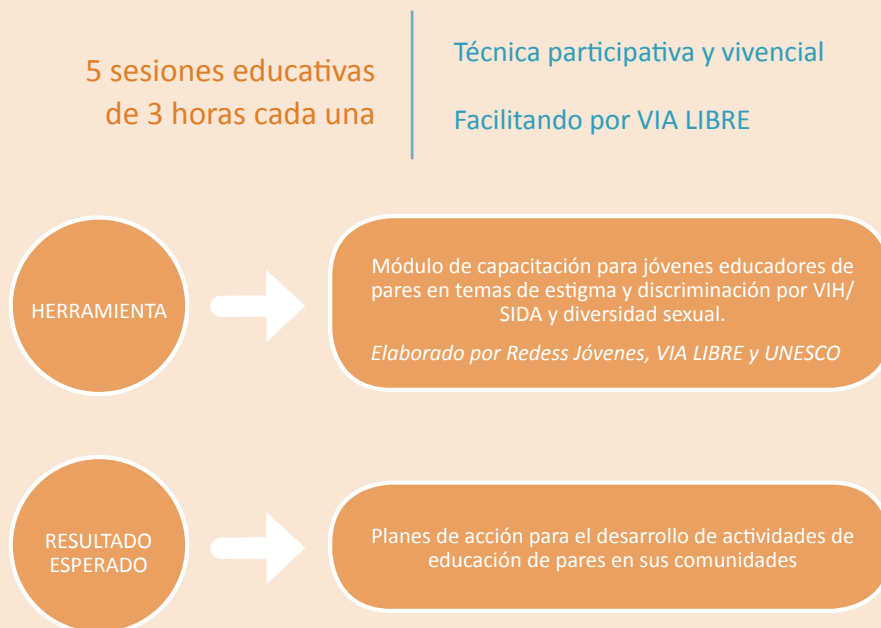 5 sesiones educativas
de 3 horas cada una
Técnica participativa y vivencial
Facilitando por VIA LIBRE
HERRAMIENTA
Módulo de capacitación para jóvenes educadores de
pares en temas de estigma y discriminación por VIH/
SIDA y diversidad sexual.
Elaborado por Redess Jóvenes, VIA LIBRE y UNESCO
RESULTADO
ESPERADO
Planes de acción para el desarrollo de actividades de
educación de pares en sus comunidades